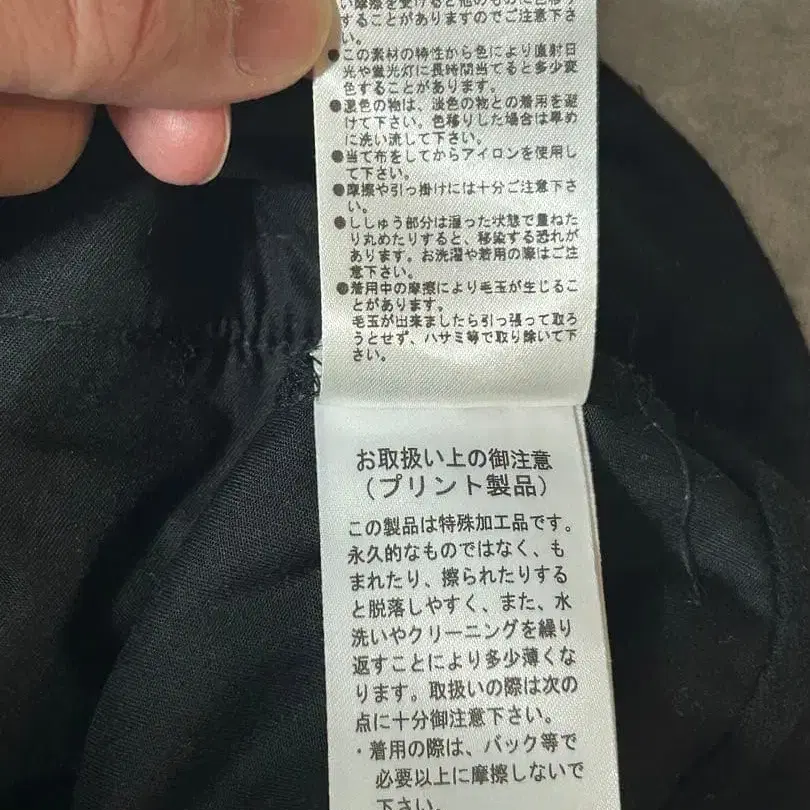 い摩擦を受けると他のものに色移り
することがありますのでご注意下さ
い。
●この素材の特性から色により直射日
光や蛍光灯に長時間当てると多少変
色することがあります。
●濃色の物は、淡色の物との着用を避
けて下さい。色移りした場合は早め
に洗い流して下さい。
●当て布をしてからアイロンを使用し
て下さい。
●摩擦や引っ掛けには十分ご注意下さ
い。
●ししゅう部分は湿った状態で重ねた
り丸めたりすると、移染する恐れが
あります。お洗濯や着用の際はご注
意下さい。
●着用中の摩擦により毛玉が生じるこ
とがあります。
毛玉が出来ましたら引っ張って取ろ
うとせず、ハサミ等で取り除いて下
さい。
お取扱い上の御注意
（プリント製品）
この製品は特殊加工品です。
永久的なものではなく、も
まれたり、擦られたりする
と脱落しやすく、また、水
洗いやクリーニングを繰り
返すことにより多少薄くな
ります。取扱いの際は次の
点に十分御注意下さい。
・着用の際は、バック等で
必要以上に摩擦しないで
下さい。